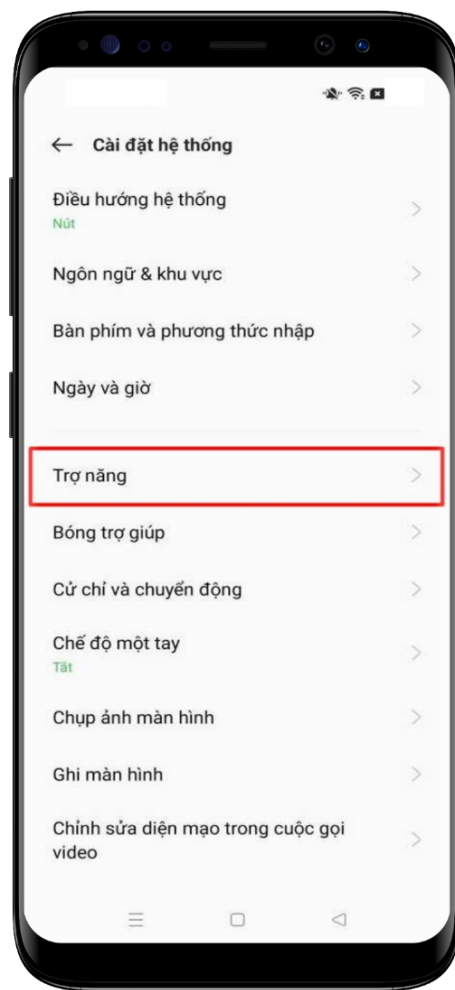 Cài đặt hệ thống
Điều hướng hệ thống
Nút
Ngôn ngữ & khu vực
Bàn phím và phương thức nhập
Ngày và giờ
Trợ năng
Bóng trợ giúp
Cử chỉ và chuyển động
Chế độ một tay
Tắt
Chụp ảnh màn hình
Ghi màn hình
Chỉnh sửa diện mạo trong cuộc gọi
video